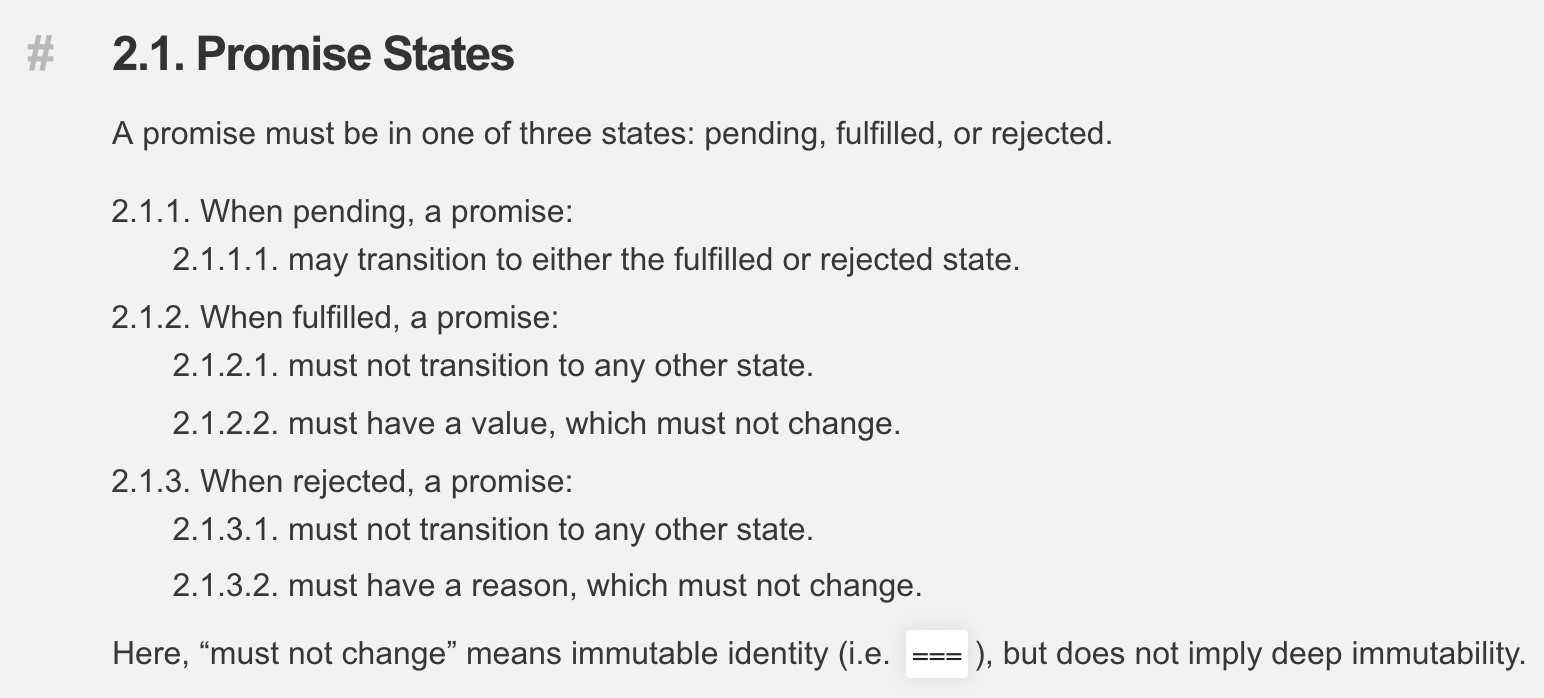 # 2.1. Promise States
A promise must be in one of three states: pending, fulfilled, or rejected.
2.1.1. When pending, a promise:
2.1.1.1. may transition to either the fulfilled or rejected state.
2.1.2. When fulfilled, a promise:
2.1.2.1. must not transition to any other state.
2.1.2.2. must have a value, which must not change.
2.1.3. When rejected, a promise:
2.1.3.1. must not transition to any other state.
2.1.3.2. must have a reason, which must not change.
Here, “must not change” means immutable identity (i.e. === ), but does not imply deep immutability.